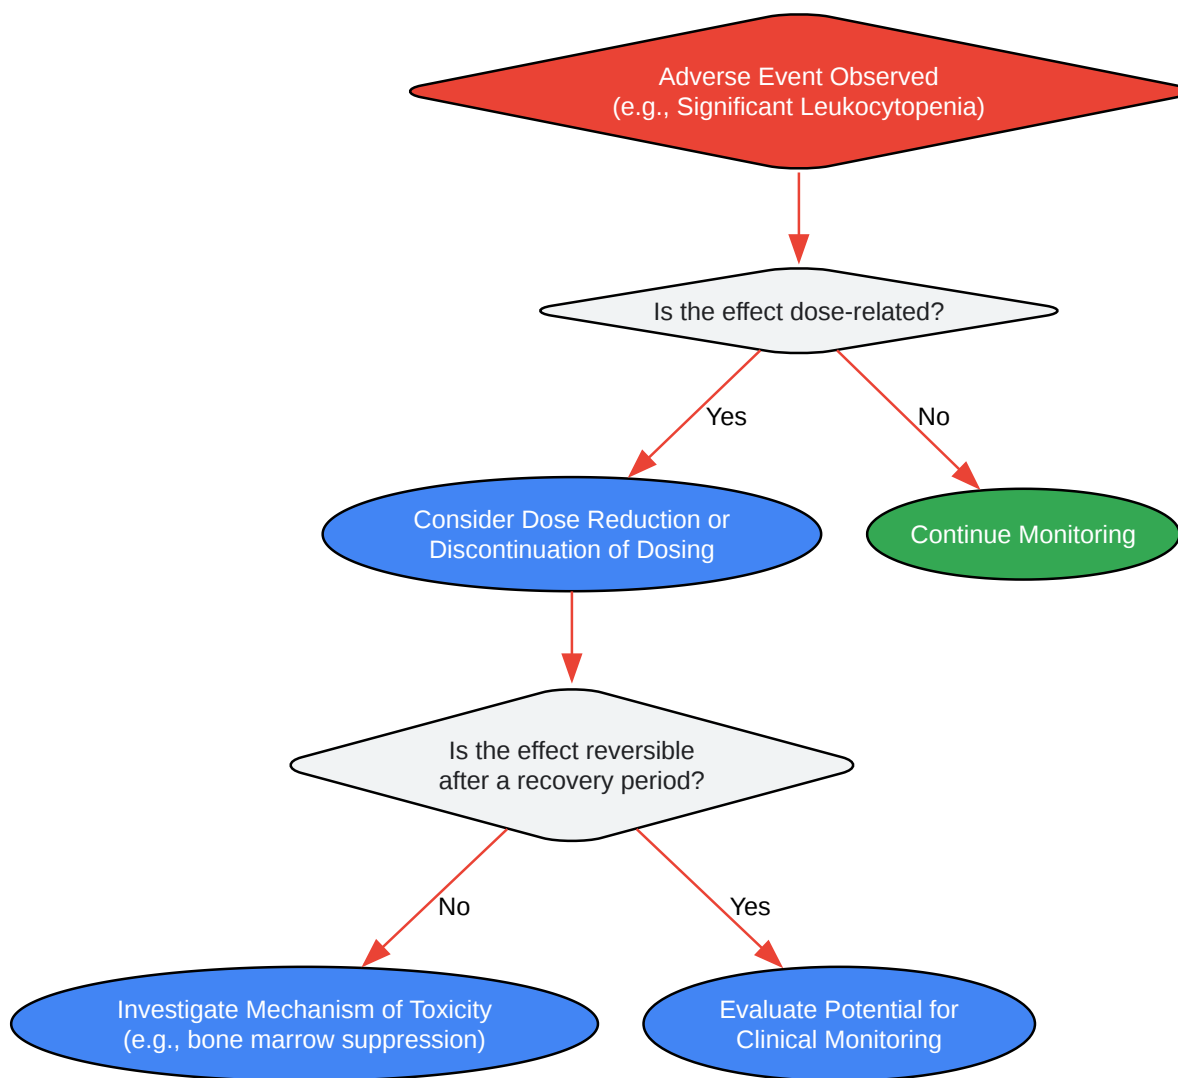 Adverse Event Observed
(e.g., Significant Leukocytopenia)
Is the effect dose-related?
Yes
No
Consider Dose Reduction or
Discontinuation of Dosing
Continue Monitoring
Is the effect reversible
after a recovery period?
No
Yes
Investigate Mechanism of Toxicity
(e.g., bone marrow suppression)
Evaluate Potential for
Clinical Monitoring